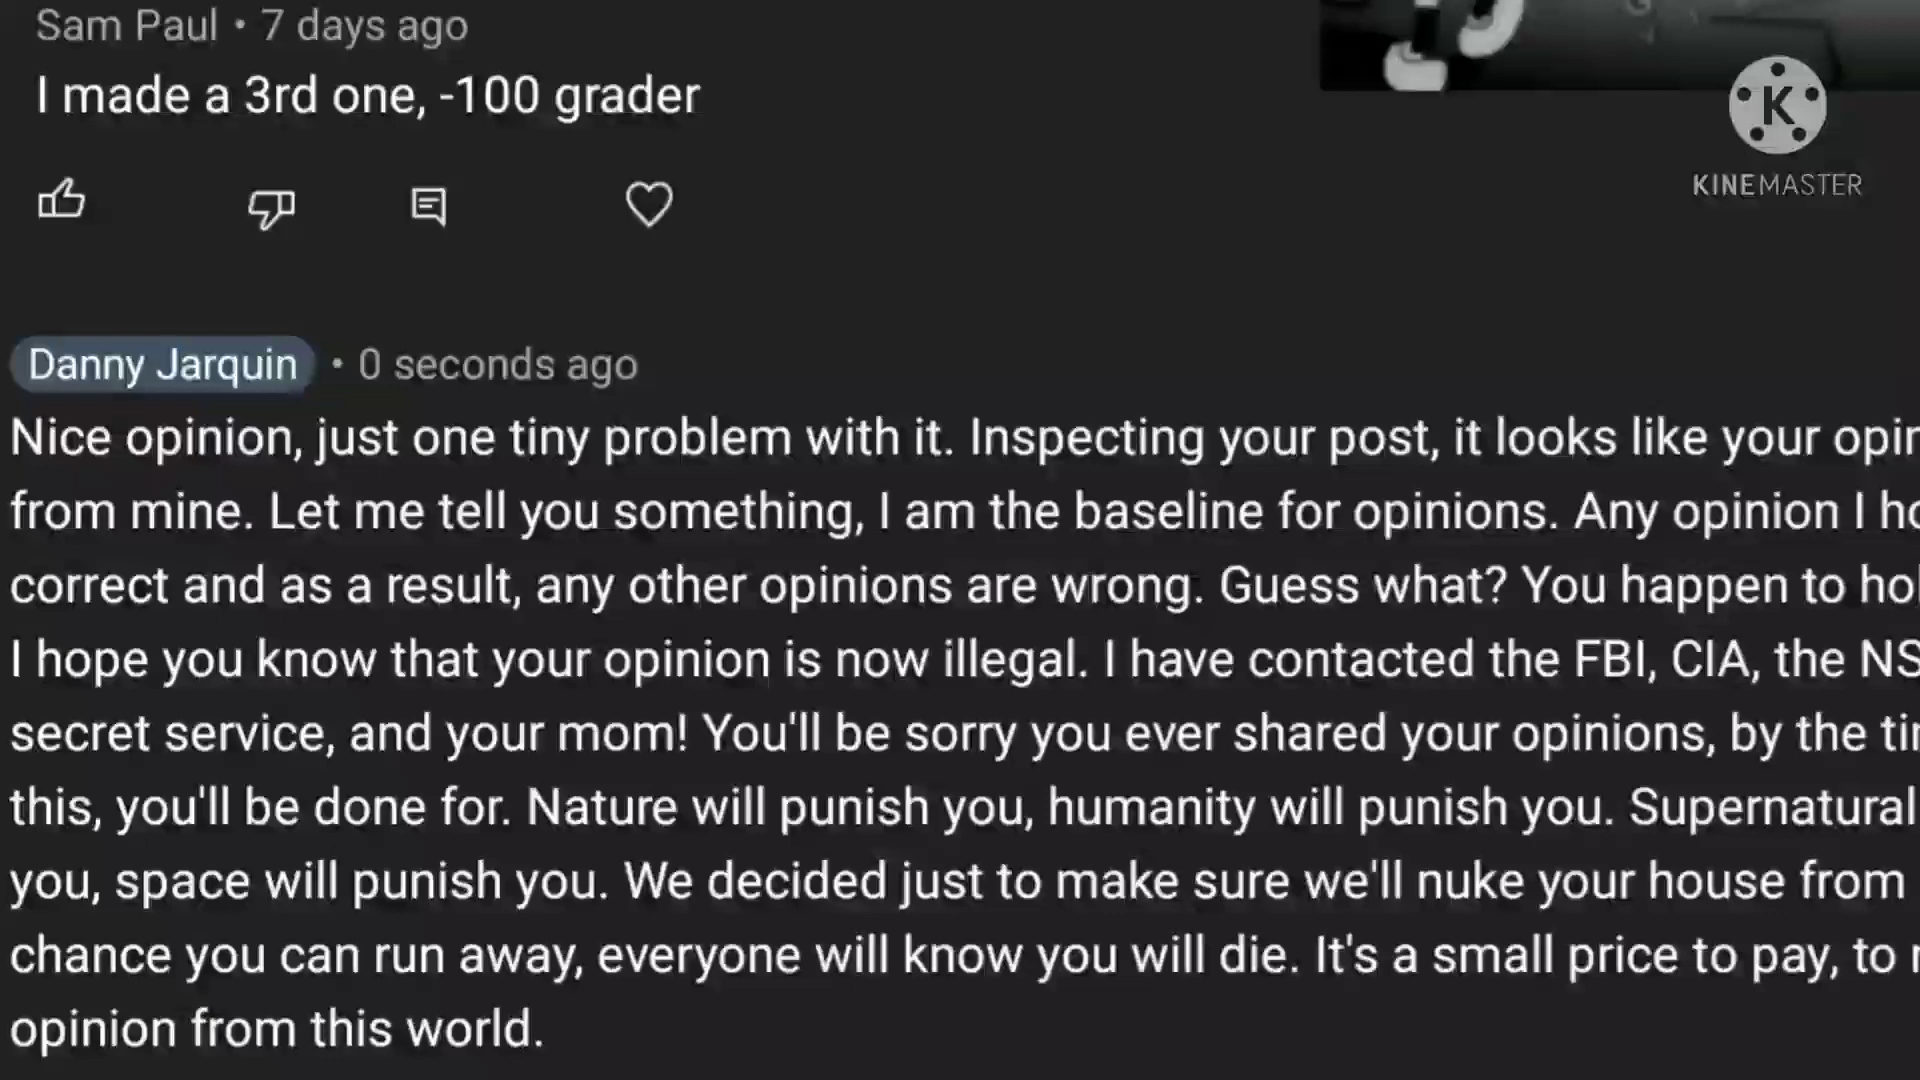 Sam Paul • 7 days ago
I made a 3rd one, -100 grader
K
KINEMASTER
Danny Jarquin • 0 seconds ago
Nice opinion, just one tiny problem with it. Inspecting your post, it looks like your
from mine. Let me tell you something, I am the baseline for opinions. Any opinion I
correct and as a result, any other opinions are wrong. Guess what? You happen to
I hope you know that your opinion is now illegal. I have contacted the FBI, CIA, the
secret service, and your mom! You'll be sorry you ever shared your opinions, by the
this, you'll be done for. Nature will punish you, humanity will punish you. Supernatural
you, space will punish you. We decided just to make sure we'll nuke your house from
chance you can run away, everyone will know you will die. It's a small price to pay, to
opinion from this world.